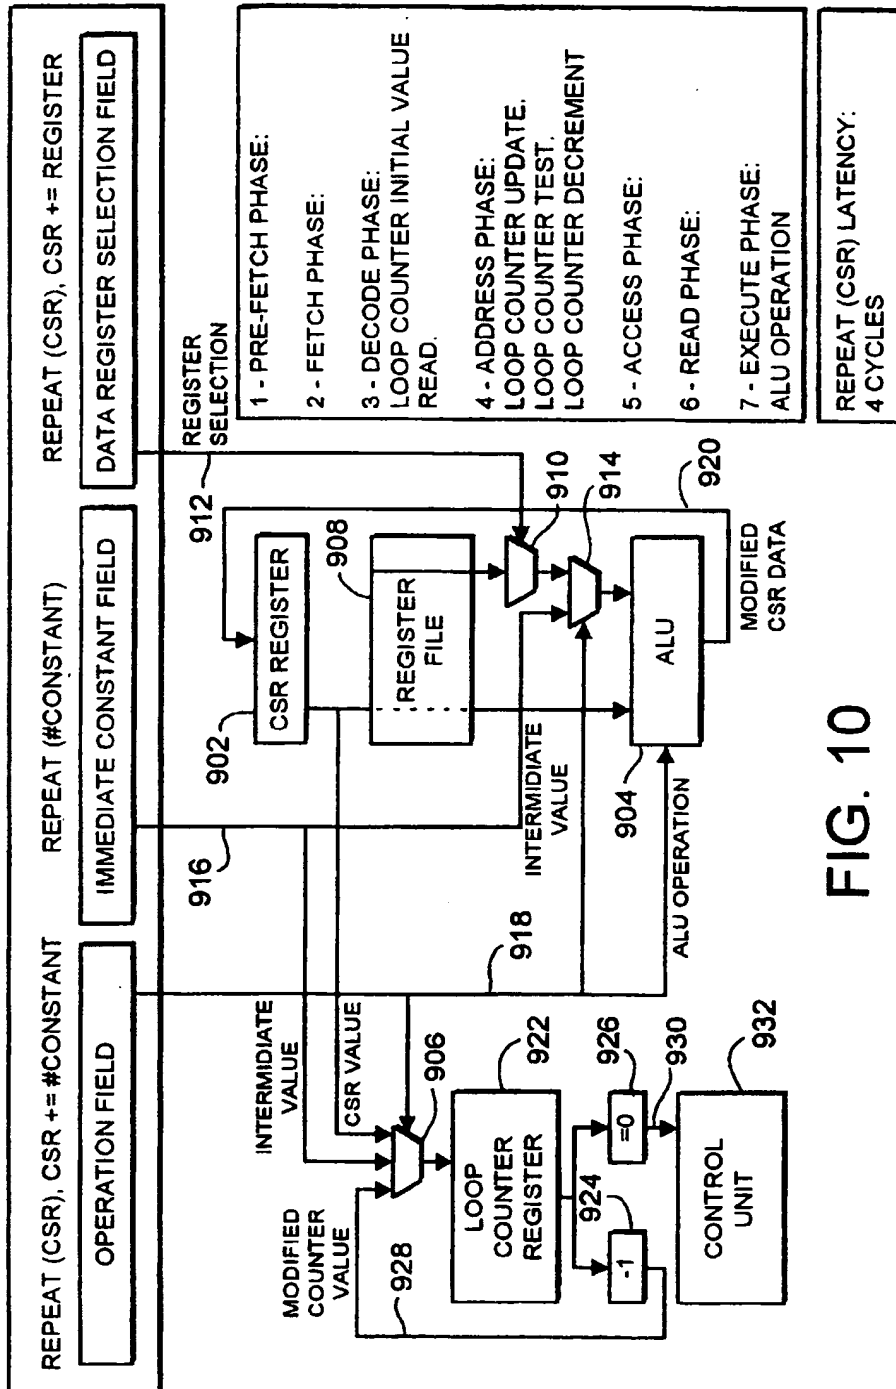 REPEAT (CSR), CSR += #CONSTANT
REPEAT (#CONSTANT)
REPEAT (CSR), CSR += REGISTER
OPERATION FIELD
IMMEDIATE CONSTANT FIELD
DATA REGISTER SELECTION FIELD
916
912
REGISTER
SELECTION
INTERMIDIATE
VALUE
CSR VALUE
918
902
CSR REGISTER
908
REGISTER
FILE
910
914
INTERMIDIATE
VALUE
MODIFIED
COUNTER
VALUE
928
906
LOOP
COUNTER
REGISTER
922
ALU OPERATION
904
ALU
920
MODIFIED
CSR DATA
924
-1
=0
926
930
CONTROL
UNIT
932
1 - PRE-FETCH PHASE:
2 - FETCH PHASE:
3 - DECODE PHASE:
LOOP COUNTER INITIAL VALUE
READ.
4 - ADDRESS PHASE:
LOOP COUNTER UPDATE.
LOOP COUNTER TEST.
LOOP COUNTER DECREMENT
5 - ACCESS PHASE:
6 - READ PHASE:
7 - EXECUTE PHASE:
ALU OPERATION
REPEAT (CSR) LATENCY:
4 CYCLES
FIG. 10